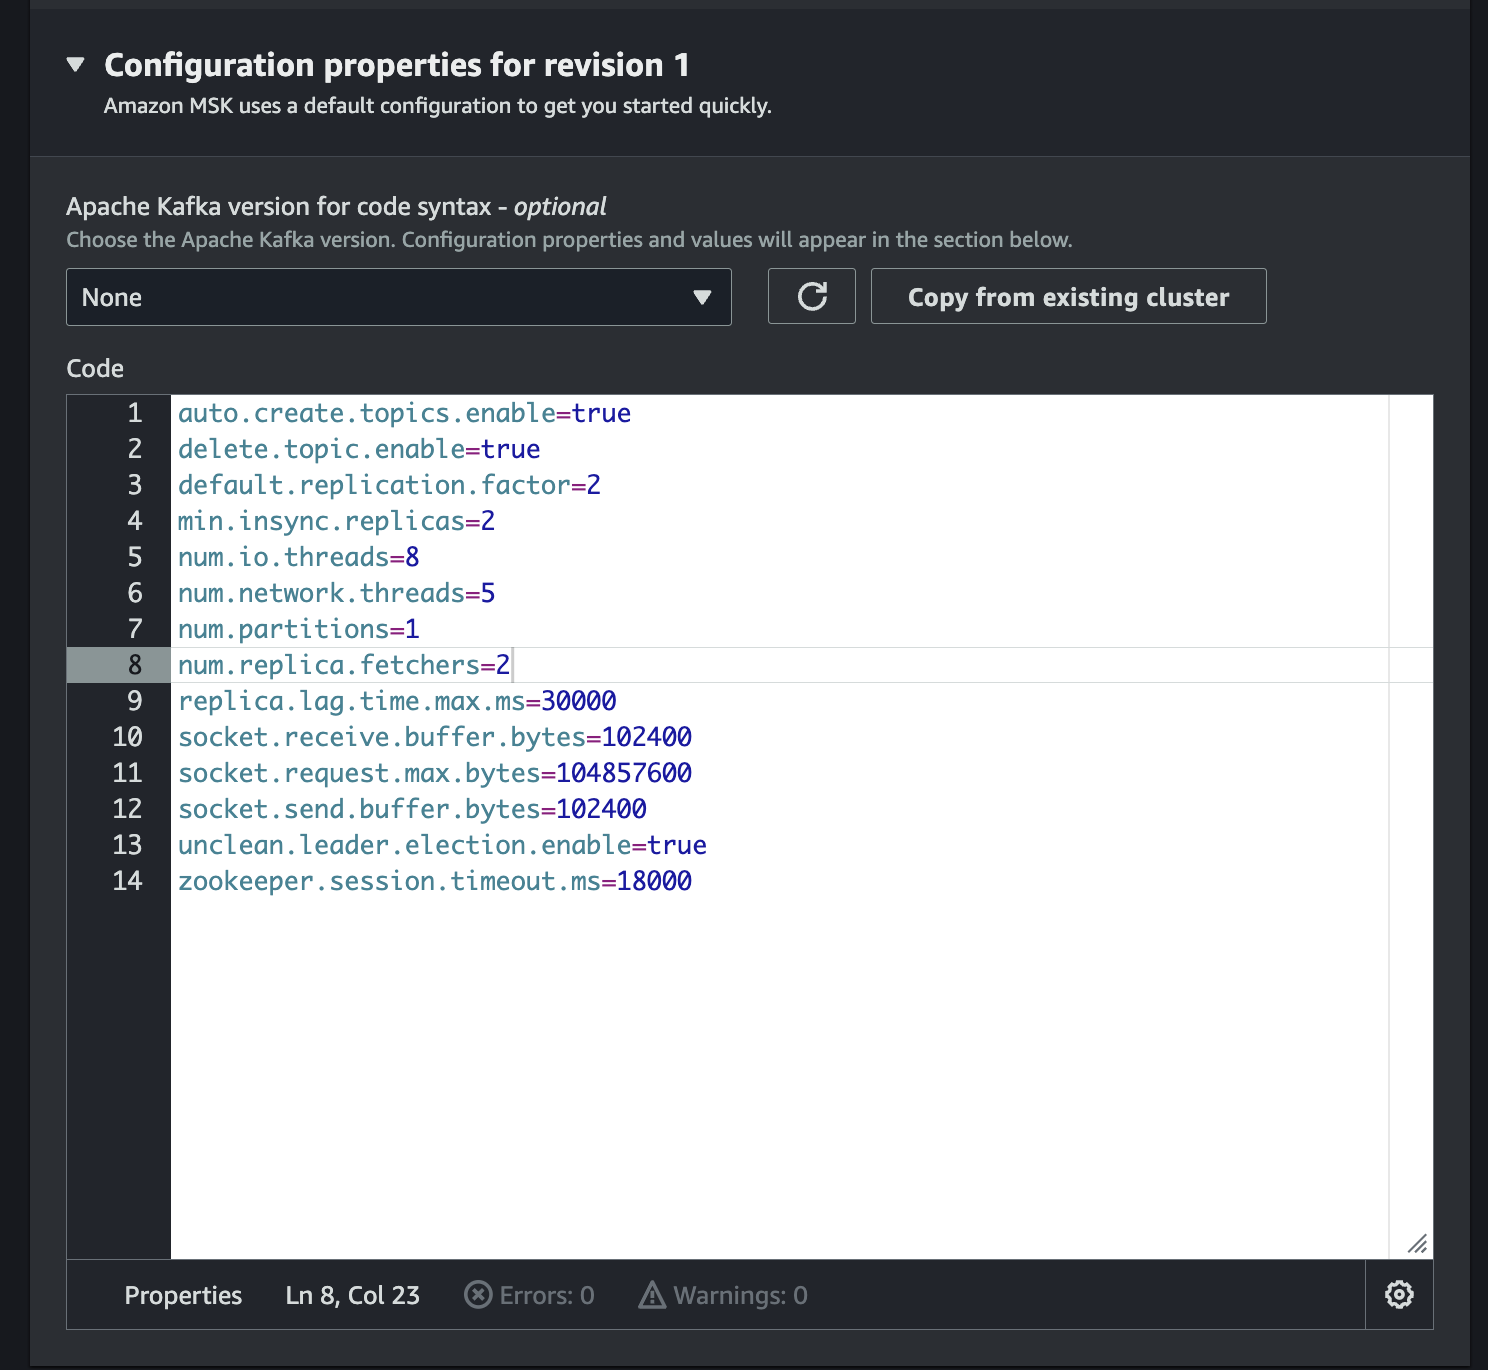 Configuration properties for revision 1
Amazon MSK uses a default configuration to get you started quickly.
Apache Kafka version for code syntax - optional
Choose the Apache Kafka version. Configuration properties and values will appear in the section below.
None
Copy from existing cluster
Code
1 auto.create.topics.enable=true
2 delete.topic.enable=true
3 default.replication.factor=2
4 min.insync.replicas=2
5 num.io.threads=8
6 num.network.threads=5
7 num.partitions=1
8 num.replica.fetchers=2
9 replica.lag.time.max.ms=30000
10 socket.receive.buffer.bytes=102400
11 socket.request.max.bytes=104857600
12 socket.send.buffer.bytes=102400
13 unclean.leader.election.enable=true
14 zookeeper.session.timeout.ms=18000
Properties Ln 8, Col 23 Errors: 0 Warnings: 0